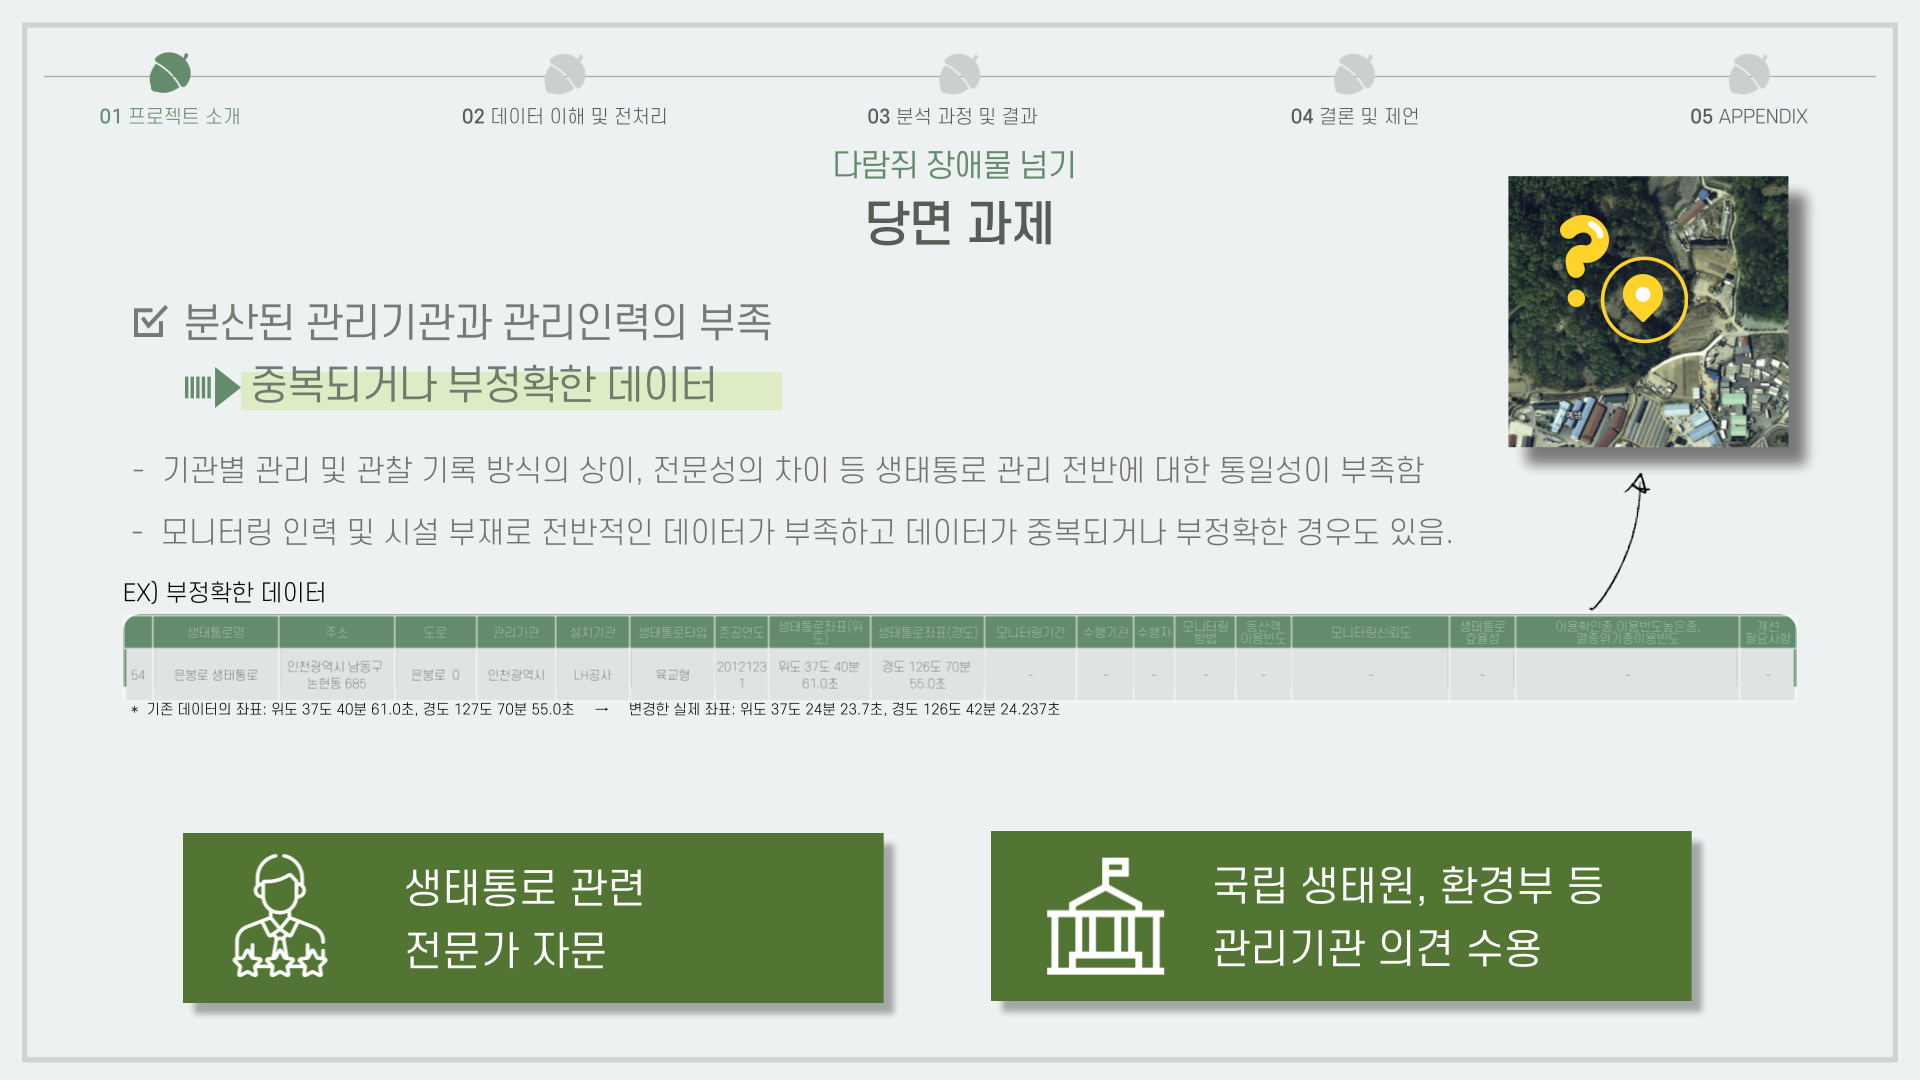 01 프로젝트 소개
02 데이터 이해 및 전처리
03 분석 과정 및 결과
04 결론 및 제언
05 APPENDIX
다람쥐 장애물 넘기
당면 과제
분산된 관리기관과 관리인력의 부족
중복되거나 부정확한 데이터
- 기관별 관리 및 관찰 기록 방식의 상이, 전문성의 차이 등 생태통로 관리 전반에 대한 통일성이 부족함
- 모니터링 인력 및 시설 부재로 전반적인 데이터가 부족하고 데이터가 중복되거나 부정확한 경우도 있음.
EX) 부정확한 데이터
생태통로명 주소 도로 관리기관 설치기관 생태통로타입 준공연도 생태통로좌표(위도) 생태통로좌표(경도) 모니터링기간 수행기관 수행자 모니터링방법 등산객이용빈도 모니터링신뢰도 생태통로효율성 이용확인종,이용빈도높은종,멸종위기종이용빈도 개선필요사항
54 은봉로 생태통로 인천광역시 남동구 논현동 685 은봉로 0 인천광역시 LH공사 육교형 20121231 위도 37도 40분 61.0초 경도 126도 70분 55.0초 - - - - - - - - -
* 기존 데이터의 좌표: 위도 37도 40분 61.0초, 경도 127도 70분 55.0초 → 변경한 실제 좌표: 위도 37도 24분 23.7초, 경도 126도 42분 24.237초
생태통로 관련
전문가 자문
국립 생태원, 환경부 등
관리기관 의견 수용